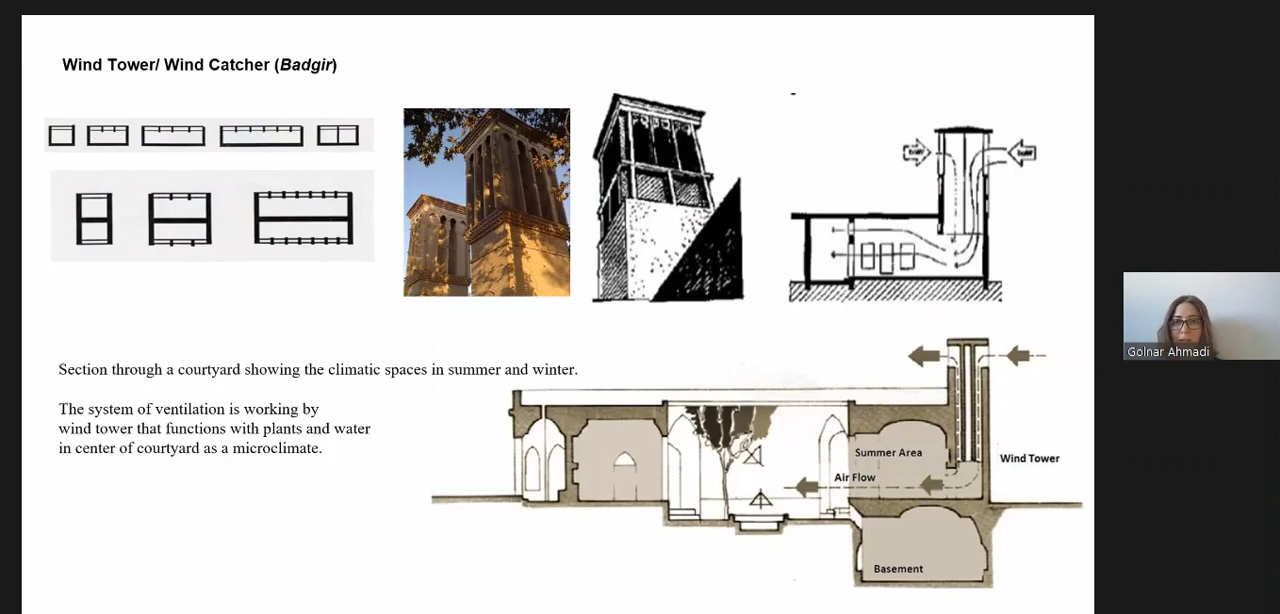 Wind Tower/ Wind Catcher (Badgir)
Section through a courtyard showing the climatic spaces in summer and winter.
The system of ventilation is working by
wind tower that functions with plants and water
in center of courtyard as a microclimate.
Summer Area
Wind Tower
Air Flow
Basement
Golnar Ahmadi